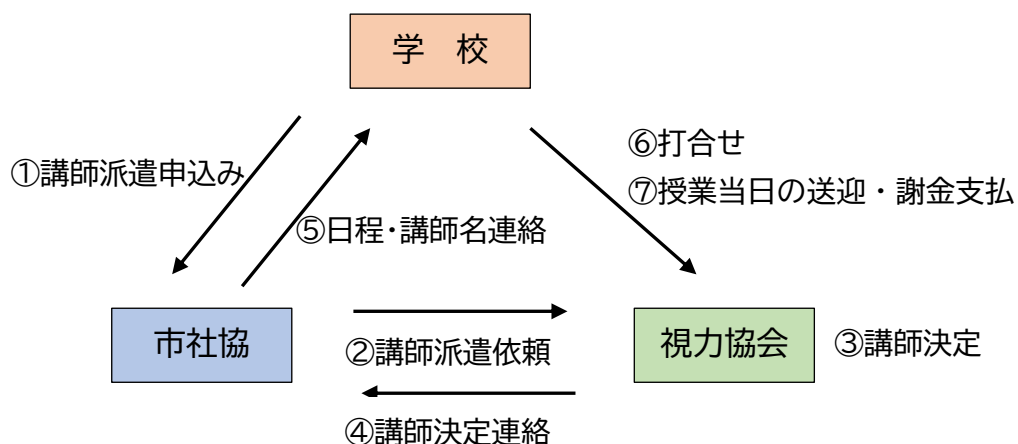 学　校
①講師派遣申込み
⑥打合せ
⑦授業当日の送迎・謝金支払
⑤日程・講師名連絡
市社協
②講師派遣依頼
視力協会
③講師決定
④講師決定連絡